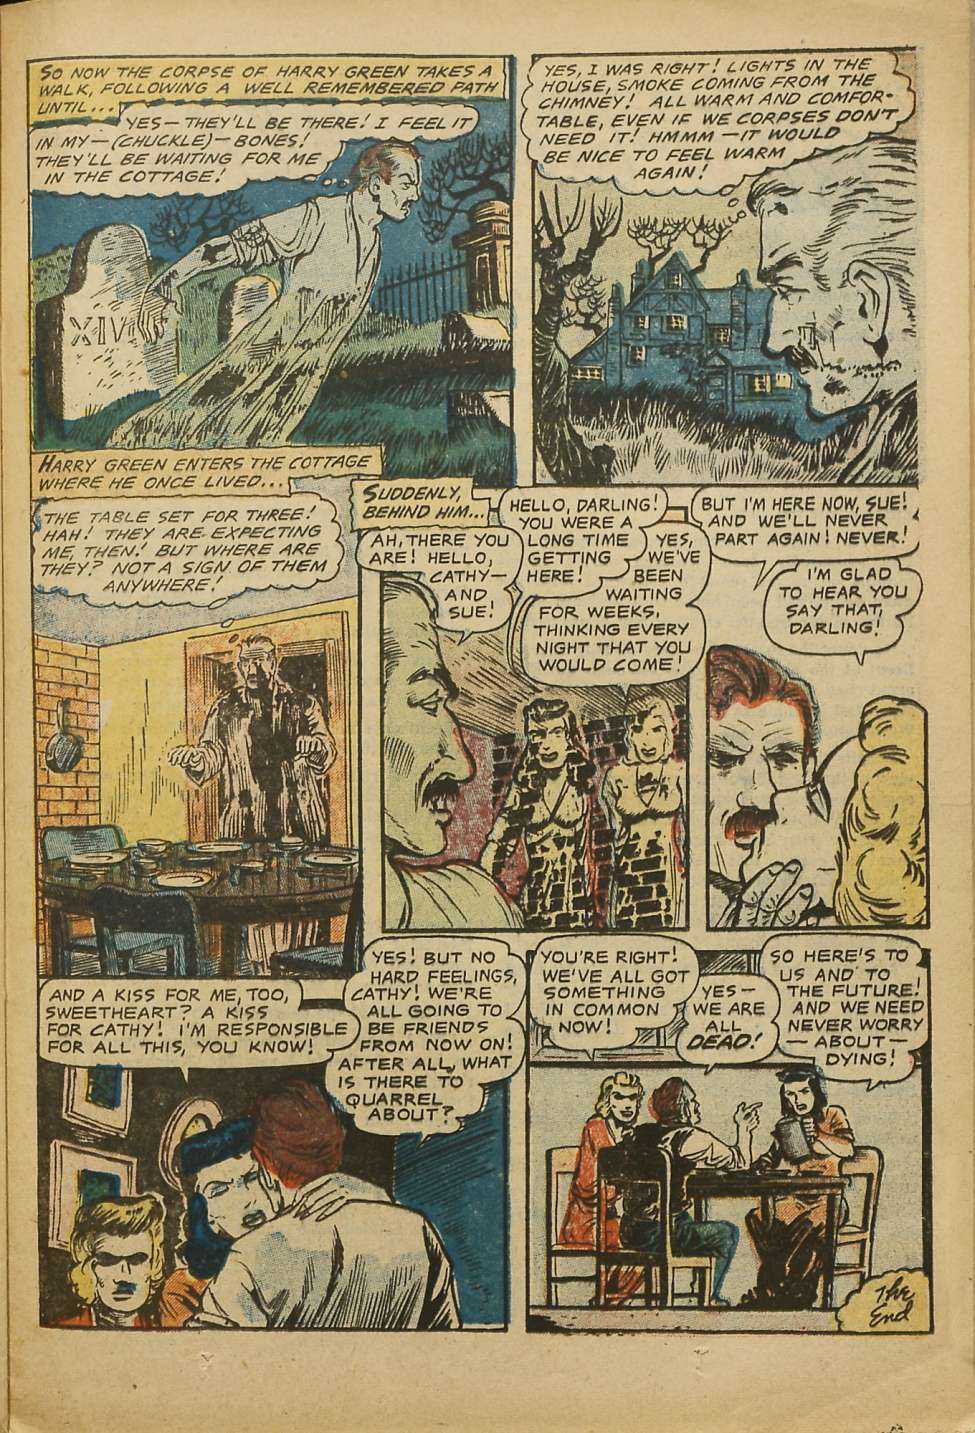 SO NOW THE CORPSE OF HARRY GREEN TAKES A
WALK, FOLLOWING A WELL REMEMBERED PATH
UNTIL...
YES—THEY'LL BE THERE! I FEEL IT
IN MY—(CHUCKLE)—BONES!
THEY'LL BE WAITING FOR ME
IN THE COTTAGE!
XIV
YES, I WAS RIGHT! LIGHTS IN THE
HOUSE, SMOKE COMING FROM THE
CHIMNEY! ALL WARM AND COMFOR-
TABLE, EVEN IF WE CORPSES DON'T
NEED IT! HMMM—IT WOULD
BE NICE TO FEEL WARM
AGAIN!
HARRY GREEN ENTERS THE COTTAGE
WHERE HE ONCE LIVED...
THE TABLE SET FOR THREE!
HAH! THEY ARE EXPECTING
ME, THEN! BUT WHERE ARE
THEY? NOT A SIGN OF THEM
ANYWHERE!
SUDDENLY,
BEHIND HIM...
AH, THERE YOU
ARE! HELLO,
CATHY—
AND
SUE!
HELLO, DARLING!
YOU WERE A
LONG TIME
GETTING
HERE!
YES,
WE'VE
BEEN
WAITING
FOR WEEKS,
THINKING EVERY
NIGHT THAT YOU
WOULD COME!
BUT I'M HERE NOW, SUE!
AND WE'LL NEVER
PART AGAIN! NEVER!
I'M GLAD
TO HEAR YOU
SAY THAT,
DARLING!
AND A KISS FOR ME, TOO,
SWEETHEART? A KISS
FOR CATHY! I'M RESPONSIBLE
FOR ALL THIS, YOU KNOW!
YES! BUT NO
HARD FEELINGS,
CATHY! WE'RE
ALL GOING TO
BE FRIENDS
FROM NOW ON!
AFTER ALL, WHAT
IS THERE TO
QUARREL
ABOUT?
YOU'RE RIGHT!
WE'VE ALL GOT
SOMETHING
IN COMMON
NOW!
YES—
WE ARE
ALL
DEAD!
SO HERE'S TO
US AND TO
THE FUTURE!
AND WE NEED
NEVER WORRY
—ABOUT—
DYING!
The
End